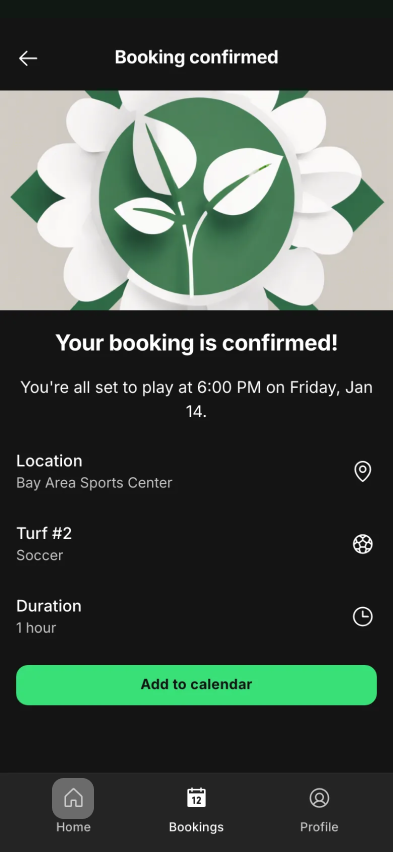 Booking confirmed
Your booking is confirmed!
You're all set to play at 6:00 PM on Friday, Jan
14.
Location
Bay Area Sports Center
Turf #2
Soccer
Duration
1 hour
Add to calendar
12
Home
Bookings
Profile